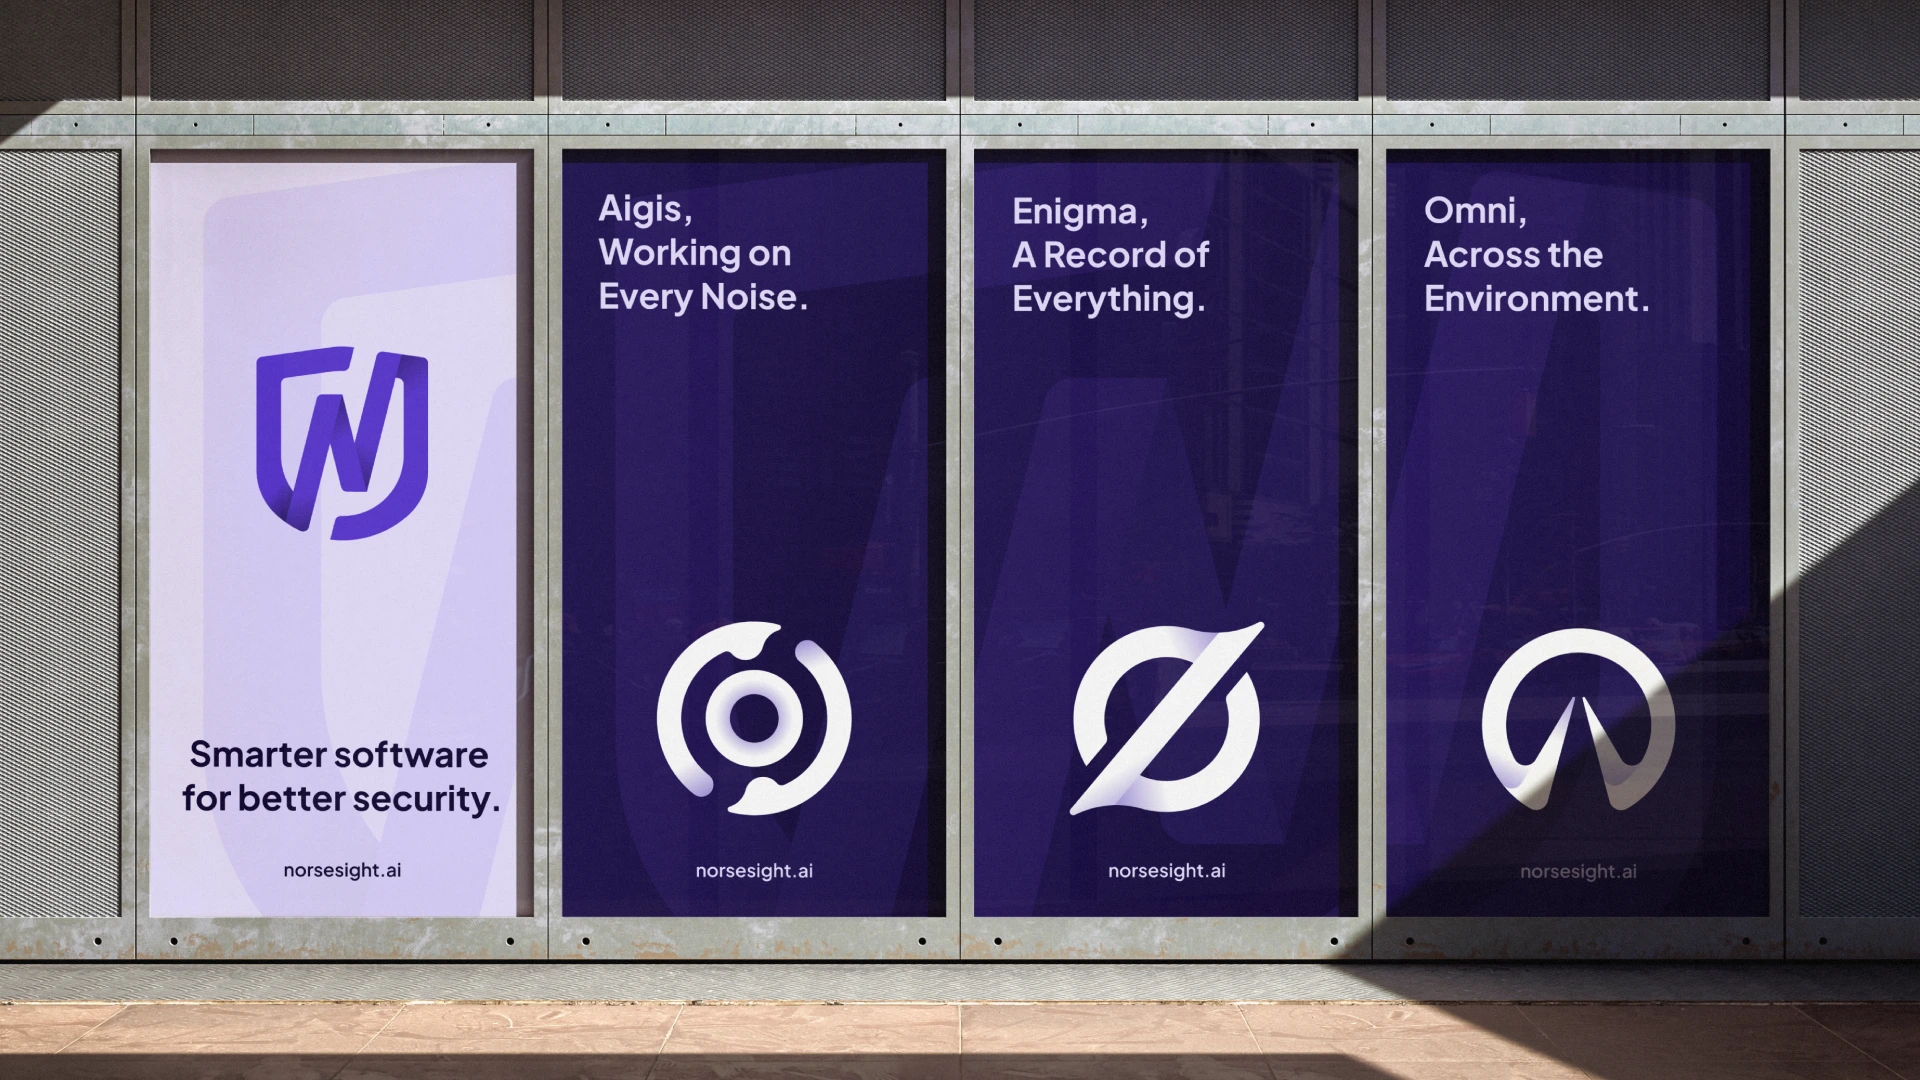 Smarter software
for better security.
norsesight.ai
Aigis,
Working on
Every Noise.
norsesight.ai
Enigma,
A Record of
Everything.
norsesight.ai
Omni,
Across the
Environment.
norsesight.ai